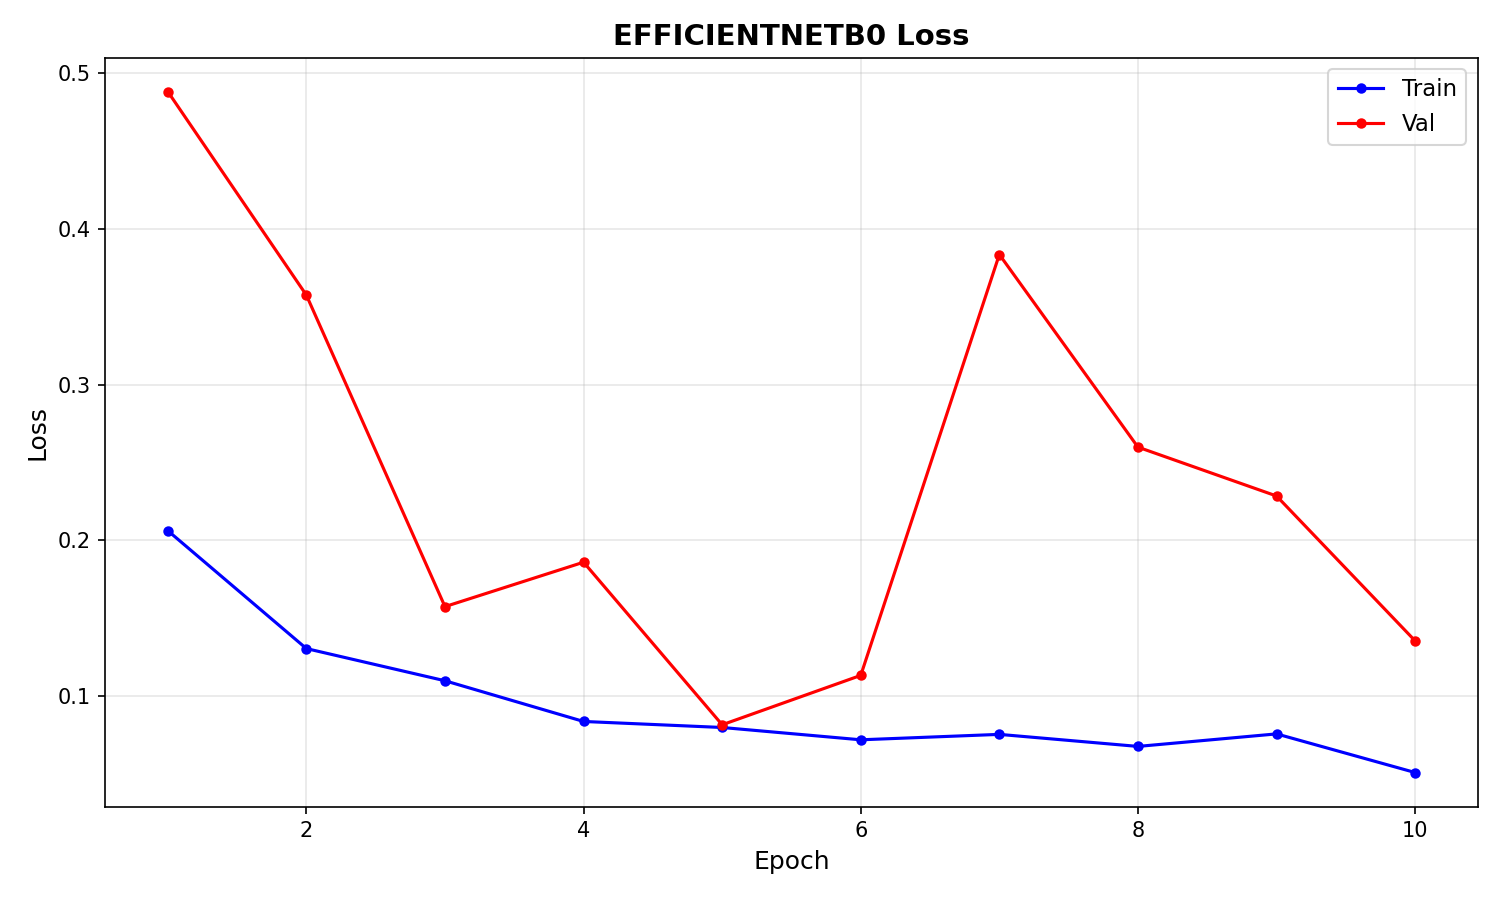 EFFICIENTNETB0 Loss
Train
Val
Loss
0.5
0.4
0.3
0.2
0.1
2 4 6 8 10
Epoch